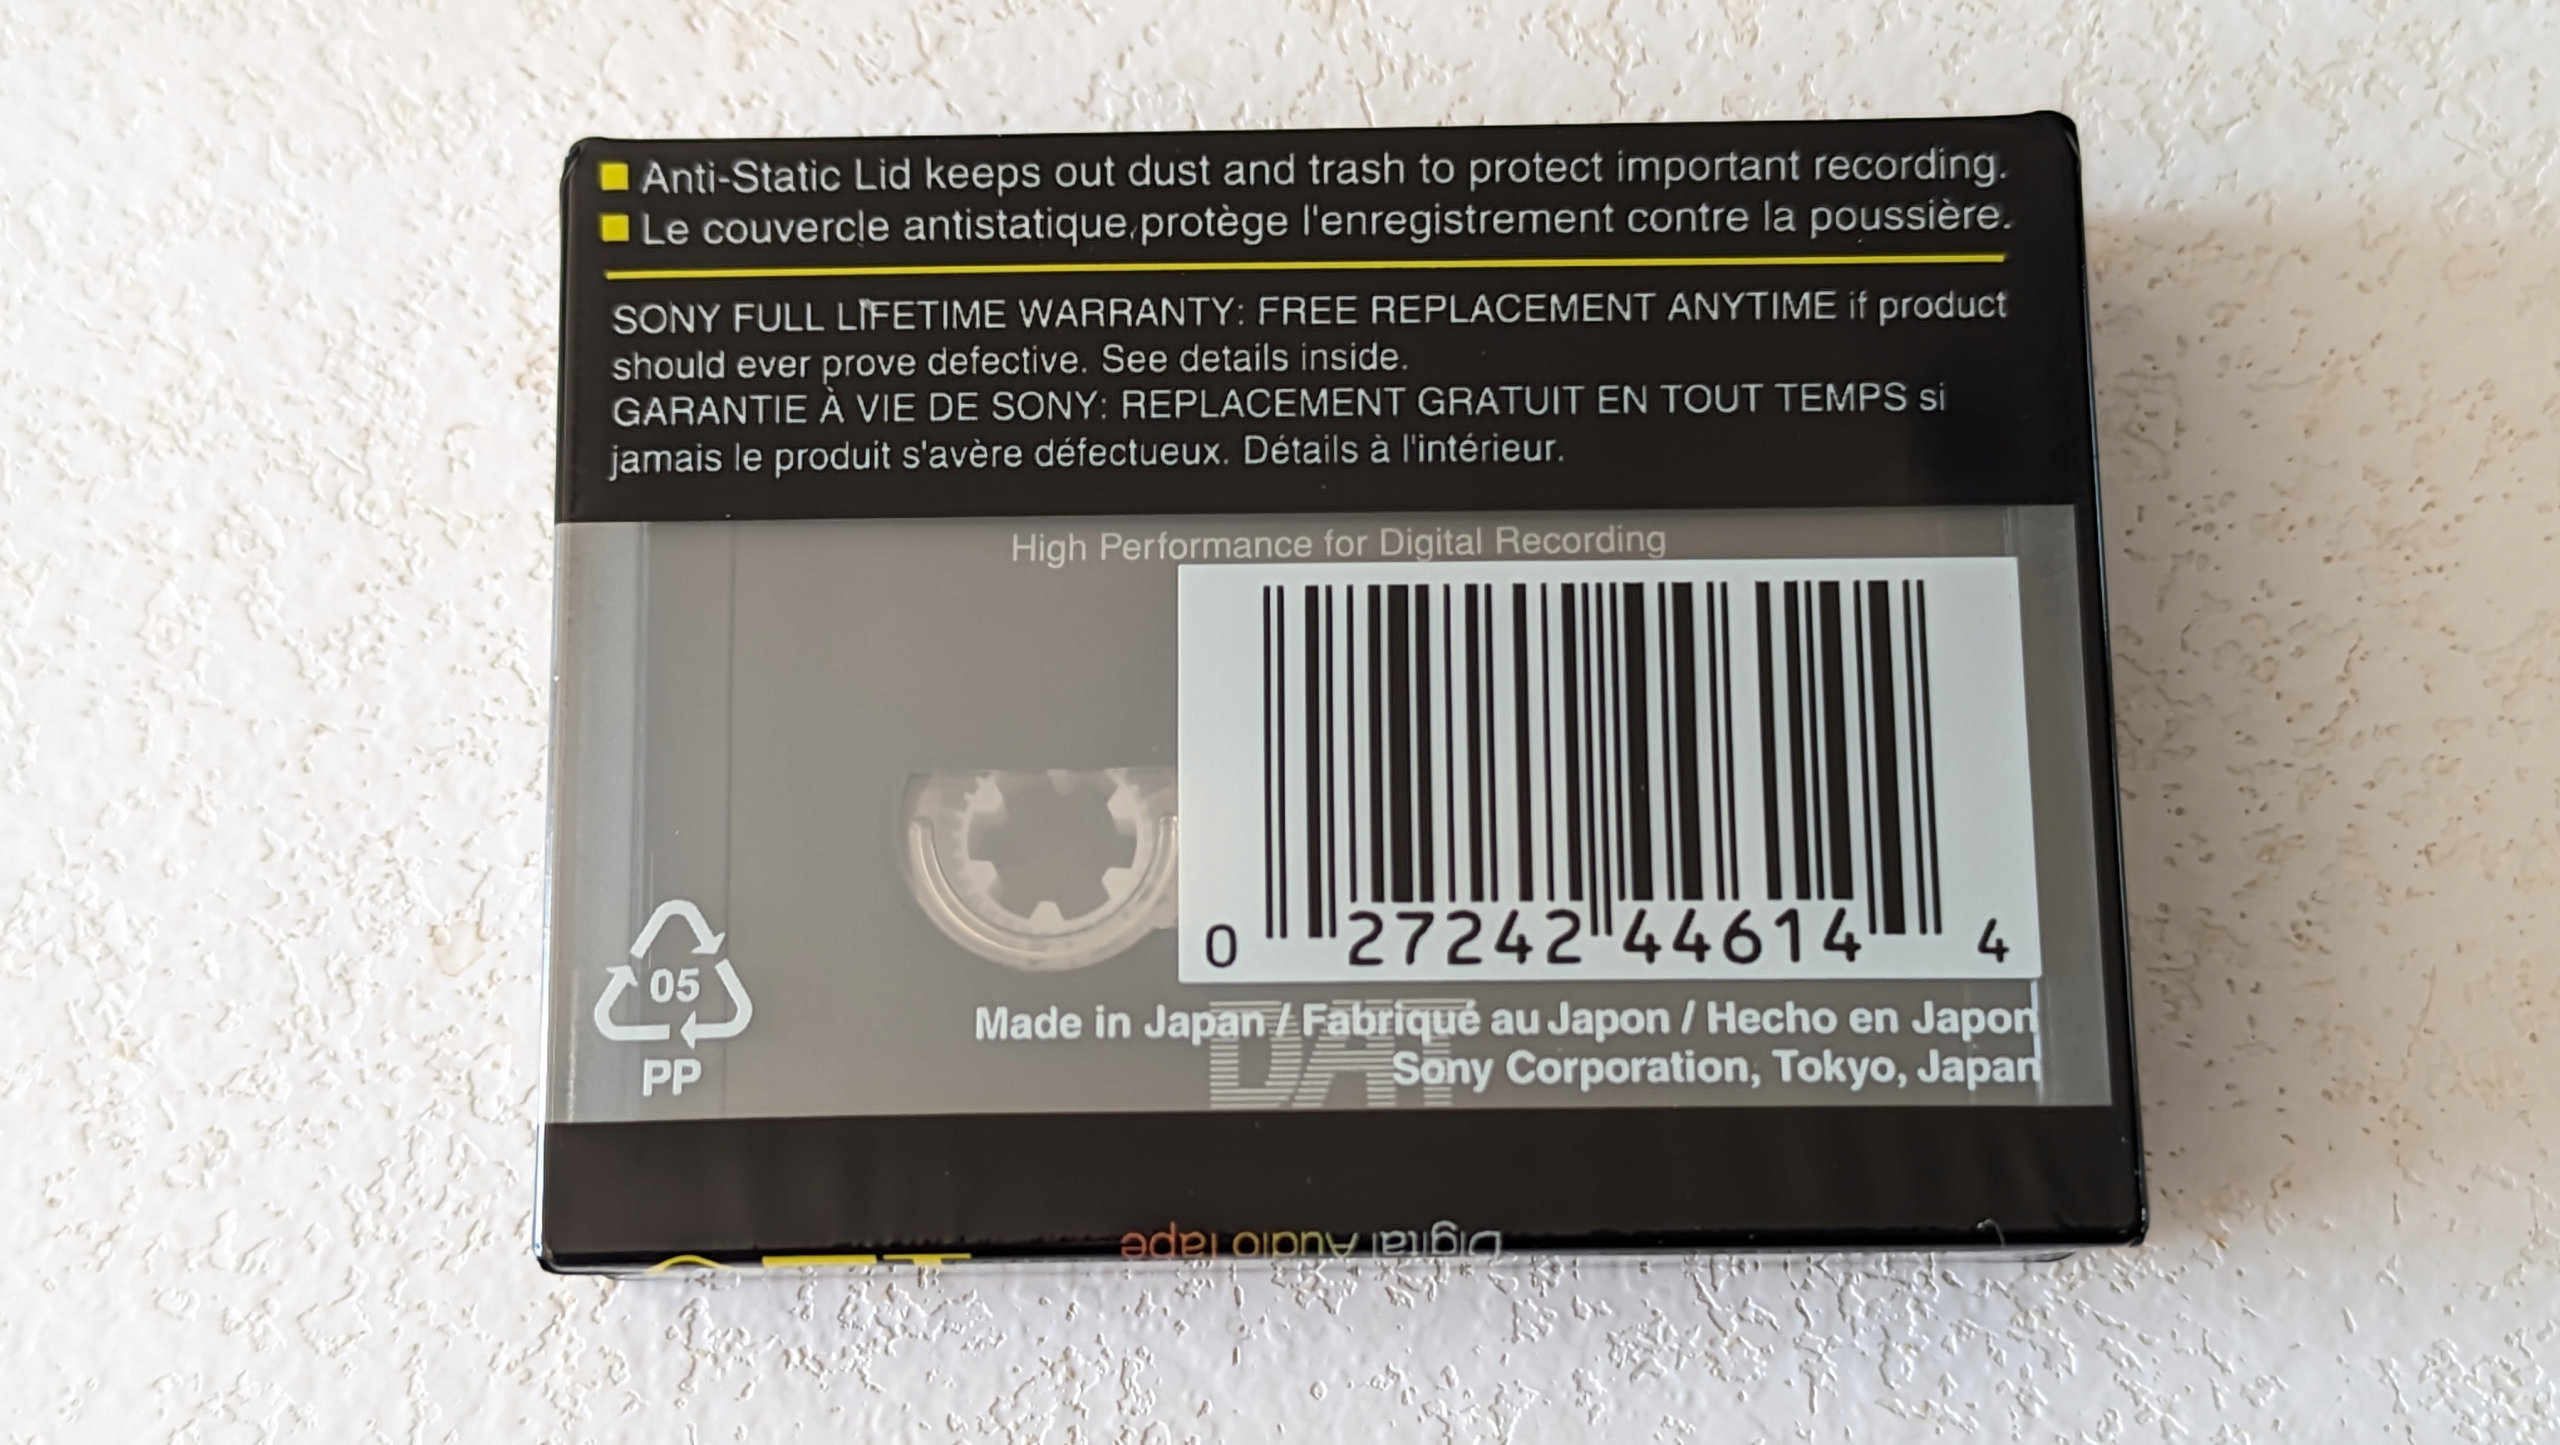 Anti-Static Lid keeps out dust and trash to protect important recording.
Le couvercle antistatique protège l'enregistrement contre la poussière.
SONY FULL LIFETIME WARRANTY: FREE REPLACEMENT ANYTIME if product
should ever prove defective. See details inside.
GARANTIE À VIE DE SONY: REPLACEMENT GRATUIT EN TOUT TEMPS si
jamais le produit s'avère défectueux. Détails à l'intérieur.
High Performance for Digital Recording
0 27242 44614 4
05
PP
Made in Japan / Fabriqué au Japon / Hecho en Japon
Sony Corporation, Tokyo, Japan
DAT
Digital Audio Tape